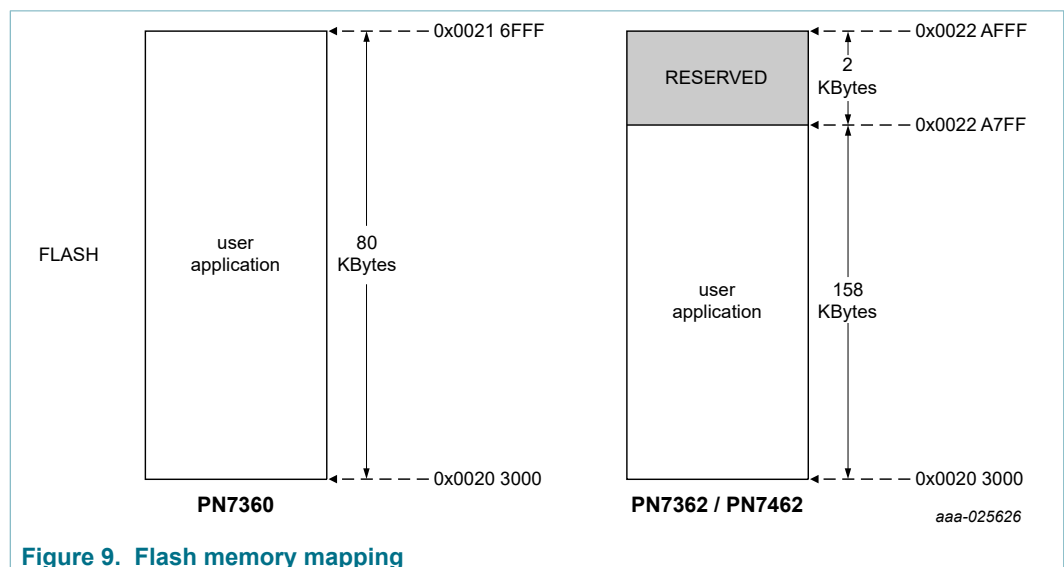 FLASH
0x0021 6FFF
user
application
80
KBytes
0x0020 3000
PN7360
0x0022 AFFF
RESERVED
2
KBytes
0x0022 A7FF
user
application
158
KBytes
0x0020 3000
PN7362 / PN7462
aaa-025626
Figure 9. Flash memory mapping